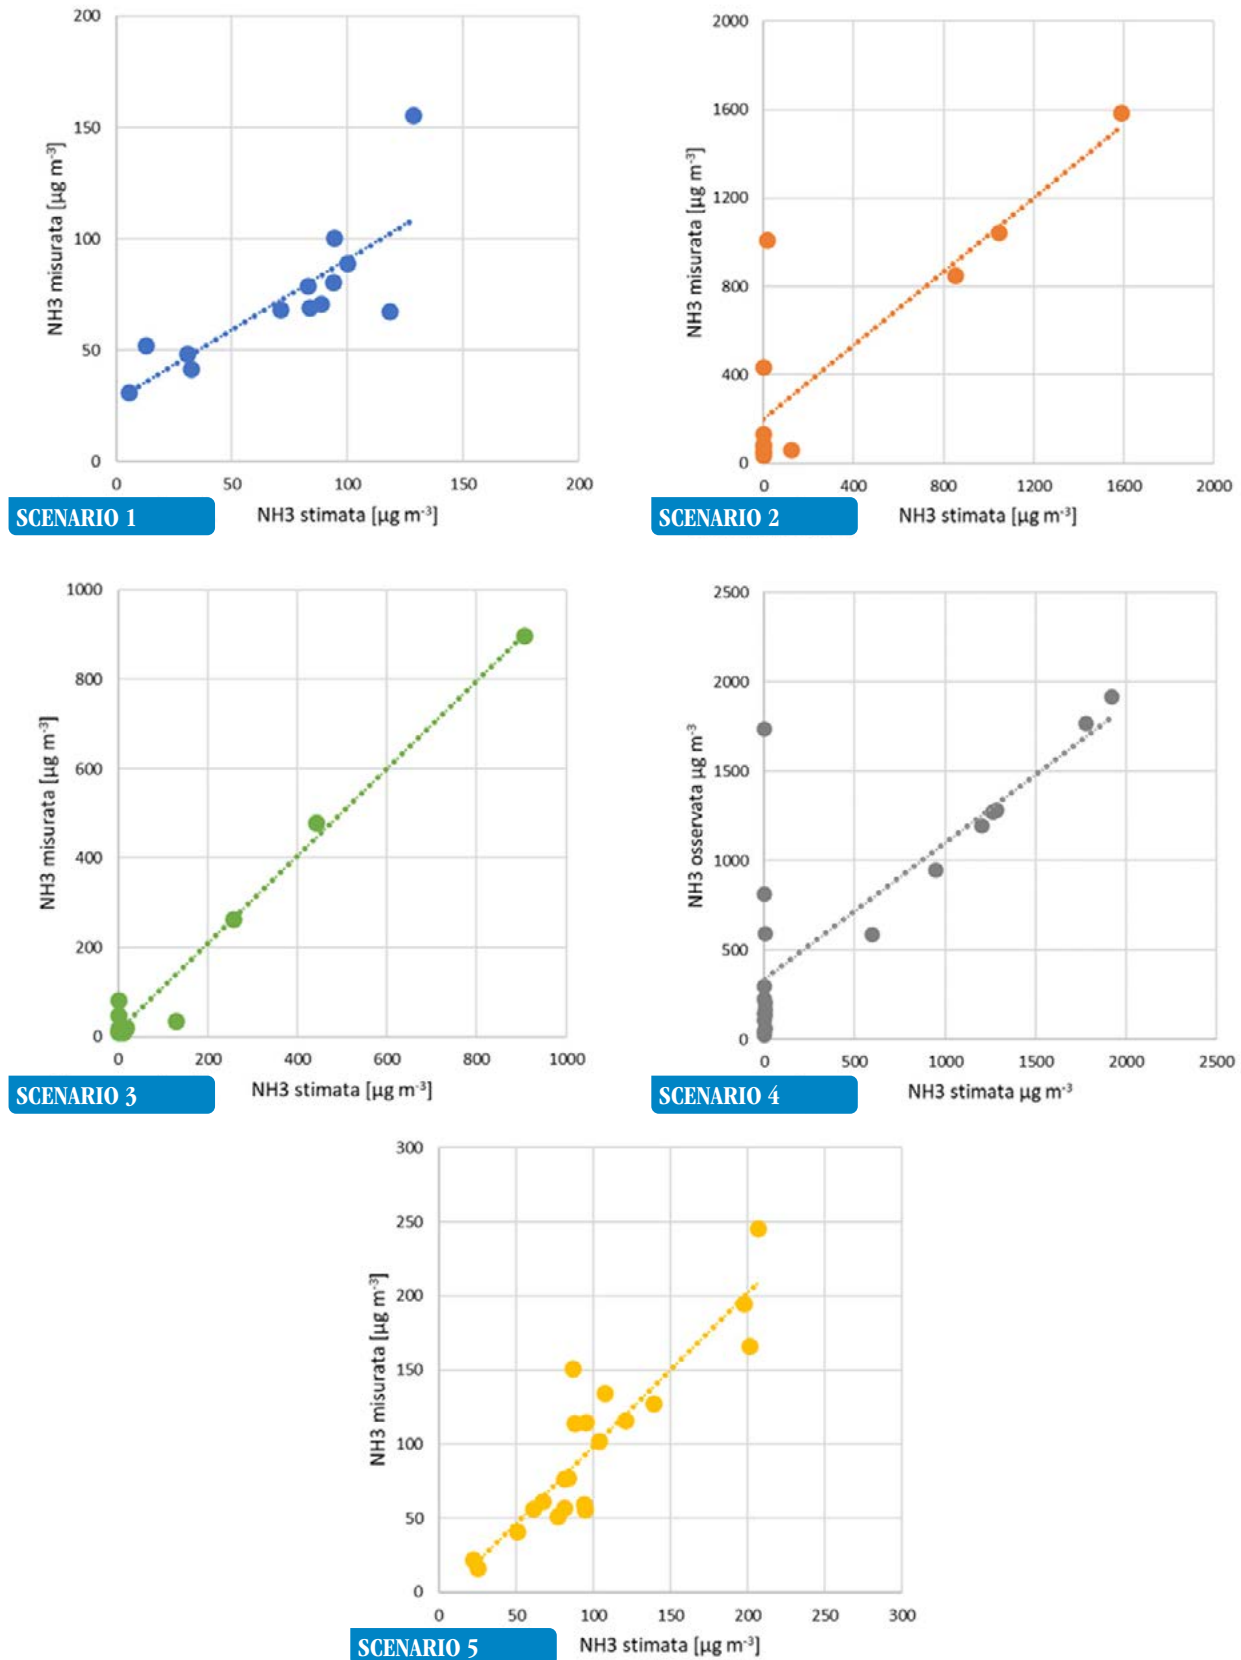 200
150
100
50
0
NH3 misurata [µg m-3]
0 50 100 150 200
SCENARIO 1
NH3 stimata [µg m-3]
2000
1600
1200
800
400
0
NH3 misurata [µg m-3]
0 400 800 1200 1600 2000
SCENARIO 2
NH3 stimata [µg m-3]
1000
800
600
400
200
0
NH3 misurata [µg m-3]
0 200 400 600 800 1000
SCENARIO 3
NH3 stimata [µg m-3]
2500
2000
1500
1000
500
0
NH3 osservata µg m-3
0 500 1000 1500 2000 2500
SCENARIO 4
NH3 stimata µg m-3
300
250
200
150
100
50
0
NH3 misurata [µg m-3]
0 50 100 150 200 250 300
SCENARIO 5
NH3 stimata [µg m-3]